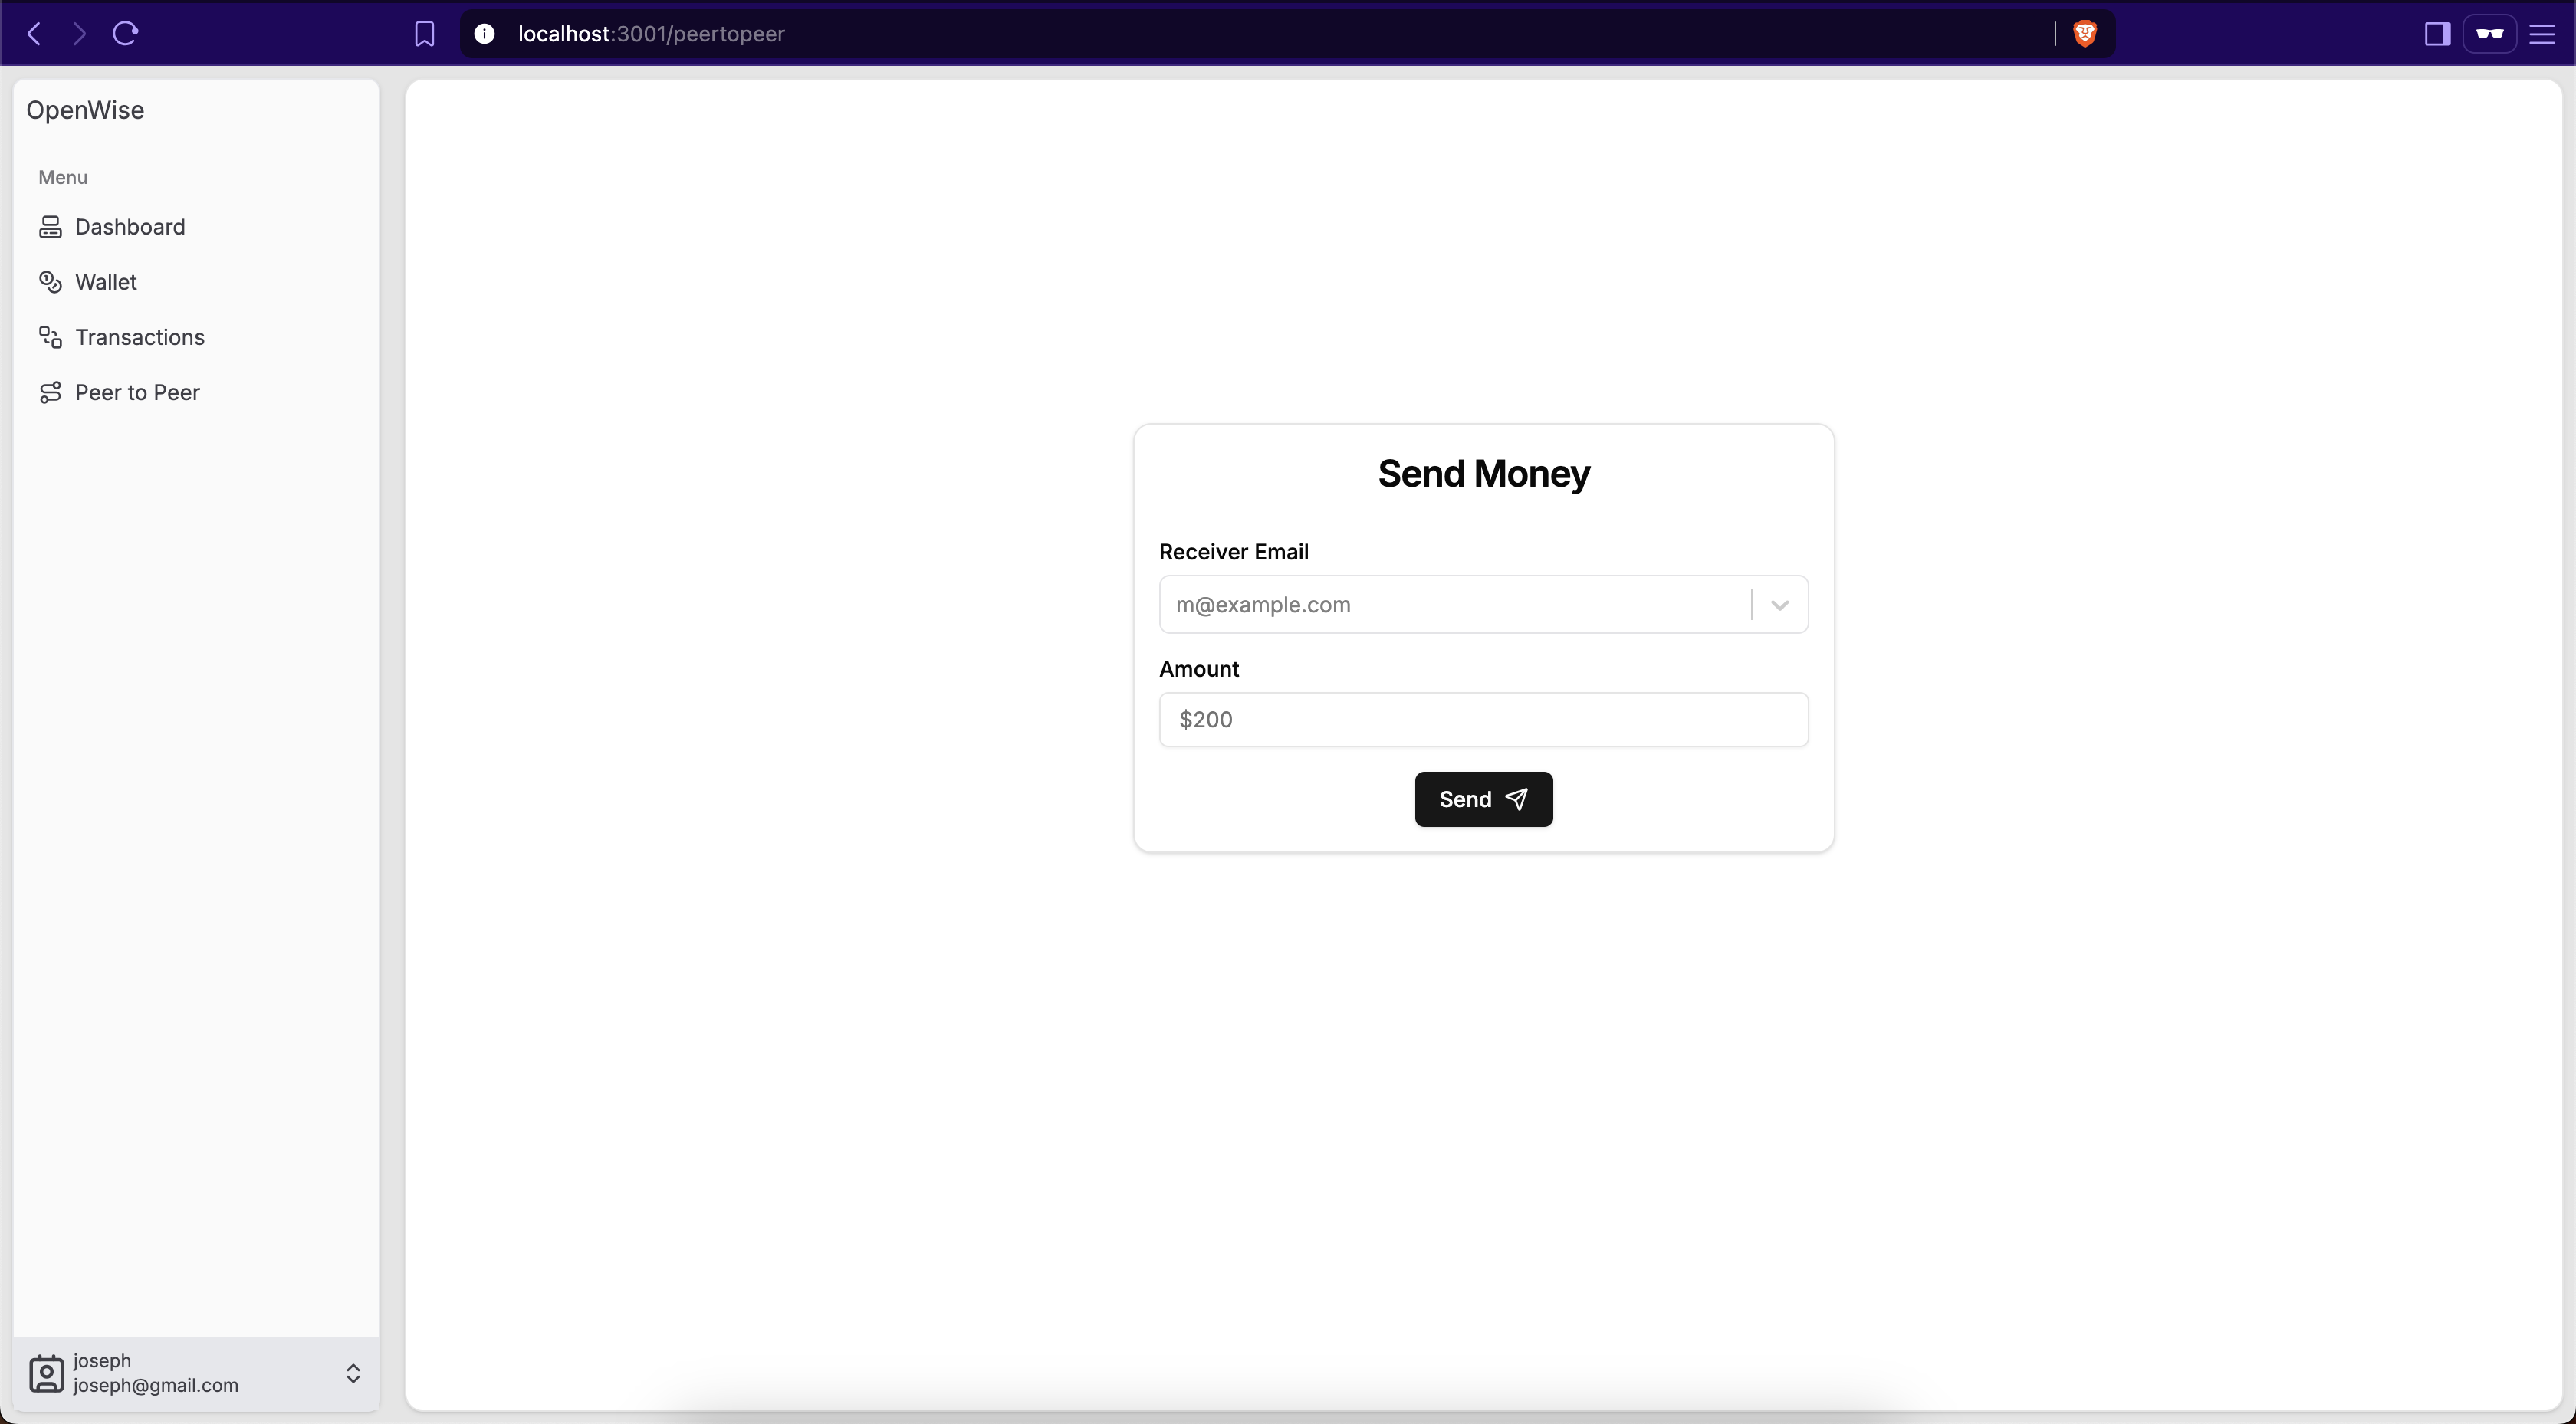 localhost:3001/peertopeer
OpenWise
Menu
Dashboard
Wallet
Transactions
Peer to Peer
Send Money
Receiver Email
m@example.com
Amount
$200
Send
joseph
joseph@gmail.com